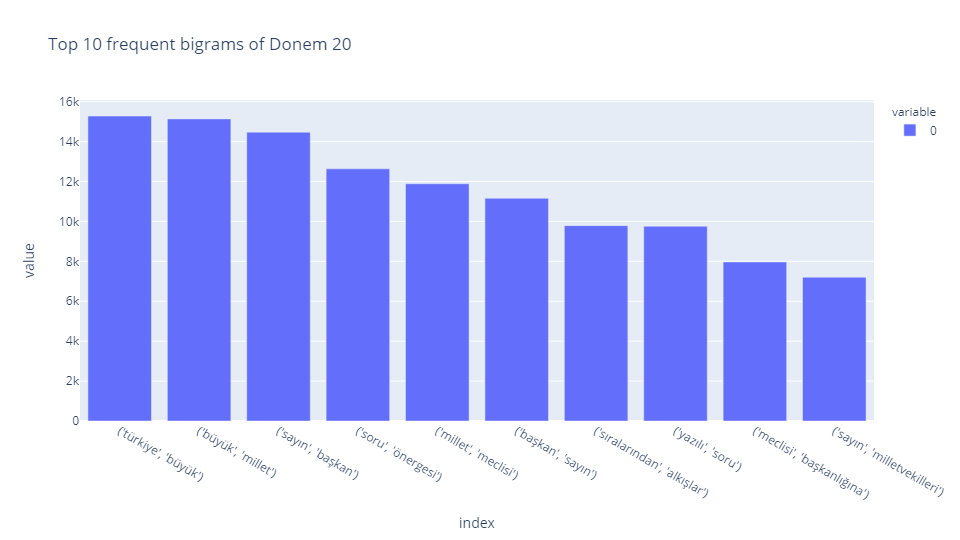 Top 10 frequent bigrams of Donem 20
16k
14k
12k
10k
8k
6k
4k
2k
0
value
('türkiye', 'büyük')
('büyük', 'millet')
('sayın', 'başkan')
('soru', 'önergesi')
('millet', 'meclisi')
('başkan', 'sayın')
('sıralarından', 'alkışlar')
('yazılı', 'soru')
('meclisi', 'başkanlığına')
('sayın', 'milletvekilleri')
index
variable
0